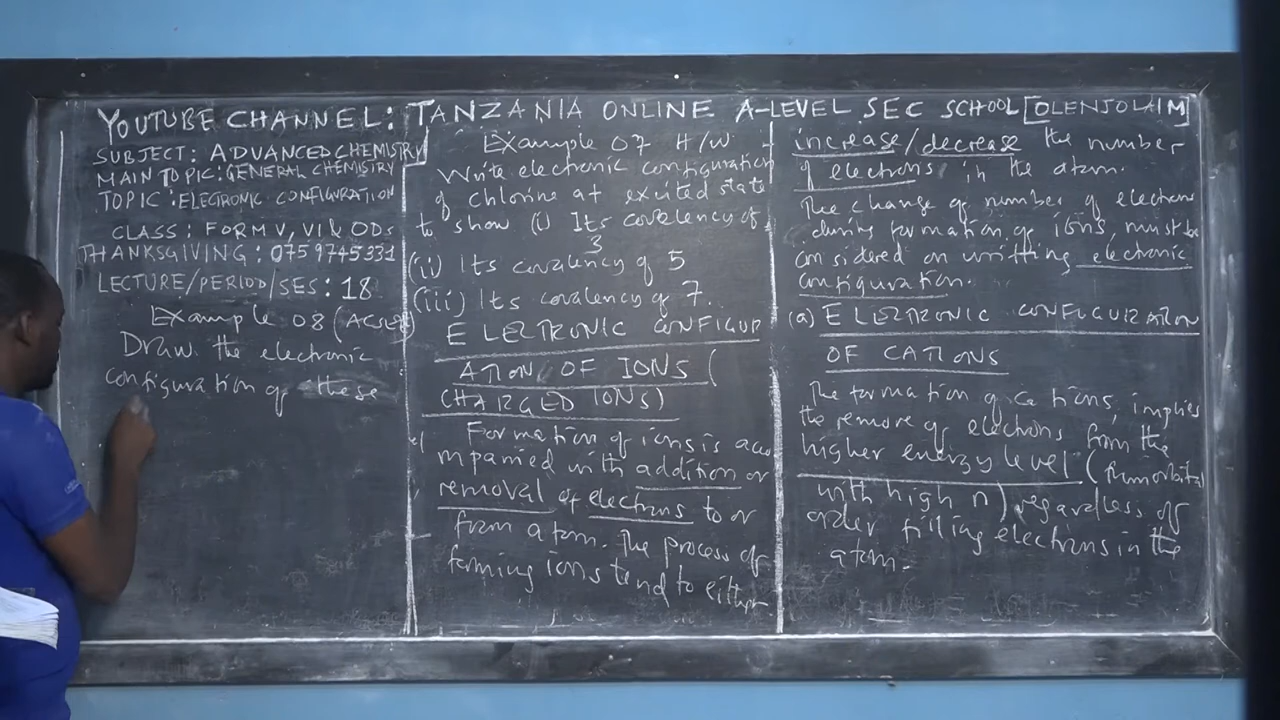 YOUTUBE CHANNEL: TANZANIA ONLINE A-LEVEL SEC SCHOOL [OLENJOLAIM]
SUBJECT: ADVANCED CHEMISTRY
MAIN TOPIC: GENERAL CHEMISTRY
TOPIC: ELECTRONIC CONFIGURATION
CLASS: FORM V, VI & ODs
THANKSGIVING: 0759745331
LECTURE/PERIOD/SES: 18
Example 08 (ACSEE)
Draw the electronic
configuration of these
Example 07 H/W
Write electronic configuration
of chlorine at excited state
to show (i) Its covelency of
3
(ii) Its covalency of 5
(iii) Its covalency of 7.
ELECTRONIC CONFIGUR
ATION OF IONS (
CHARGED IONS)
Formation of ions is acco
mpanied with addition or
removal of electrons to or
from atom. The process of
forming ions tend to either
increase/decrease the number
of electrons in the atom.
The change of number of electrons
during formation of ions, must be
considered on writting electronic
configuration.
(a) ELECTRONIC CONFIGURATION
OF CATIONS
The formation of cations, implies
the remove of electrons from the
higher energy level (from orbital
with high n) regardless of
order filling electrons in the
atom.